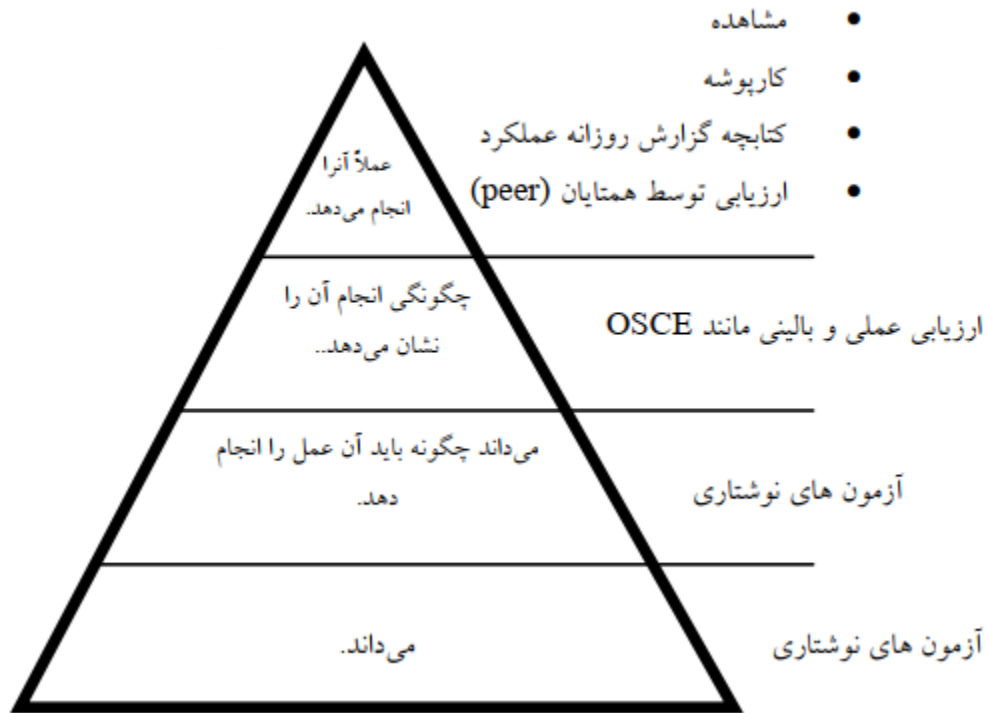 مشاهده
کارپوشه
کتابچه گزارش روزانه عملکرد
ارزیابی توسط همتایان (peer)
عملاً آنرا
انجام می‌دهد.
چگونگی انجام آن را
نشان می‌دهد..
ارزیابی عملی و بالینی مانند OSCE
می‌داند چگونه باید آن عمل را انجام
دهد.
آزمون های نوشتاری
می‌داند.
آزمون های نوشتاری